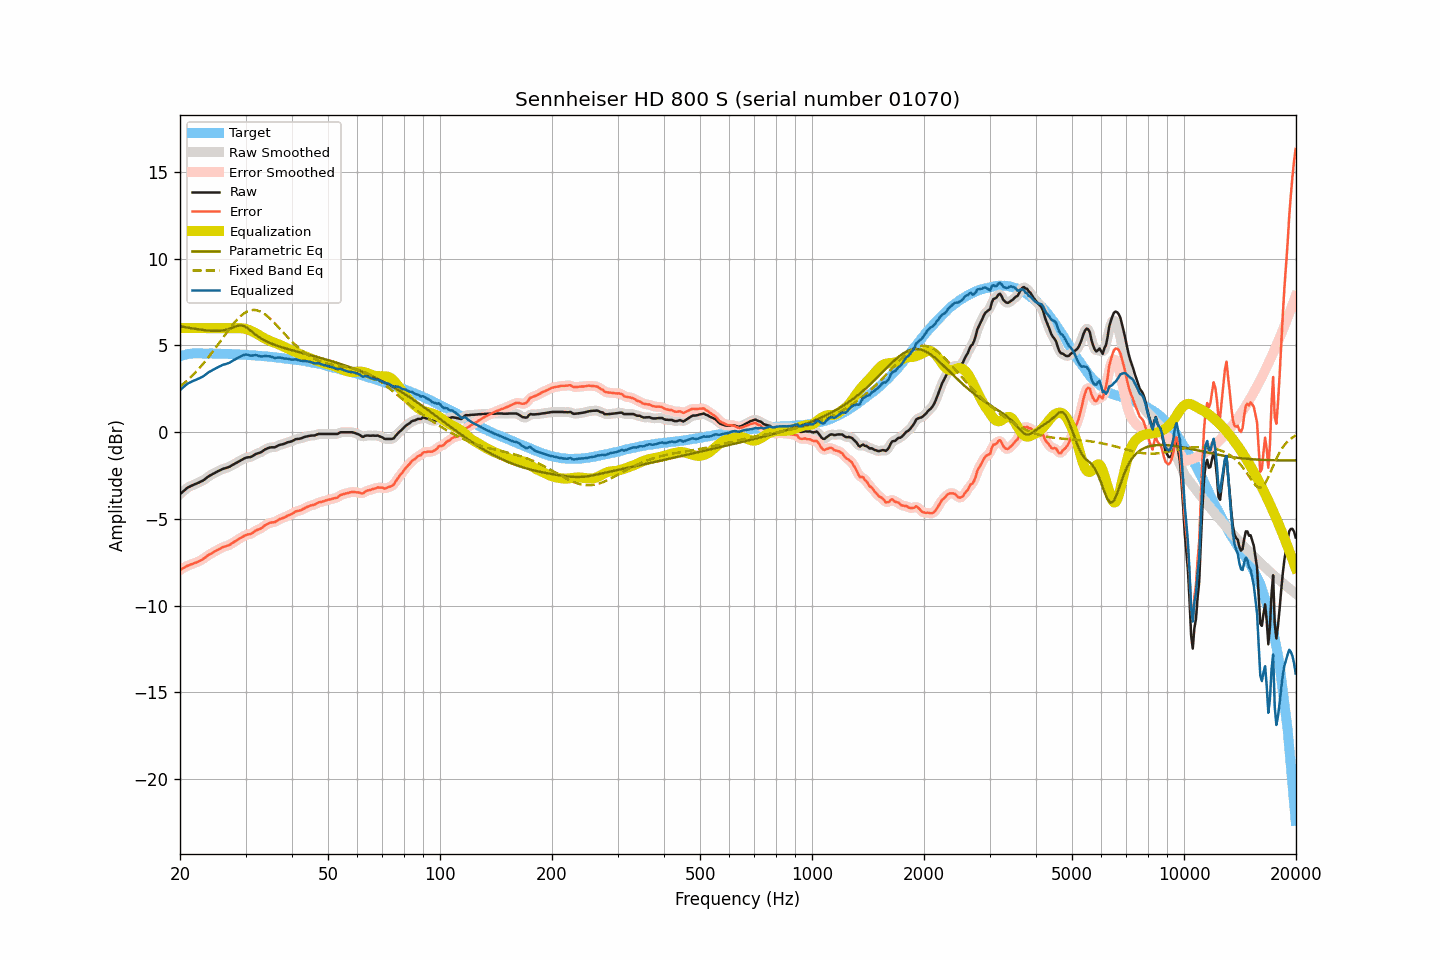 Sennheiser HD 800 S (serial number 01070)
Target
Raw Smoothed
Error Smoothed
Raw
Error
Equalization
Parametric Eq
Fixed Band Eq
Equalized
15
10
5
0
−5
−10
−15
−20
Amplitude (dBr)
20 50 100 200 500 1000 2000 5000 10000 20000
Frequency (Hz)